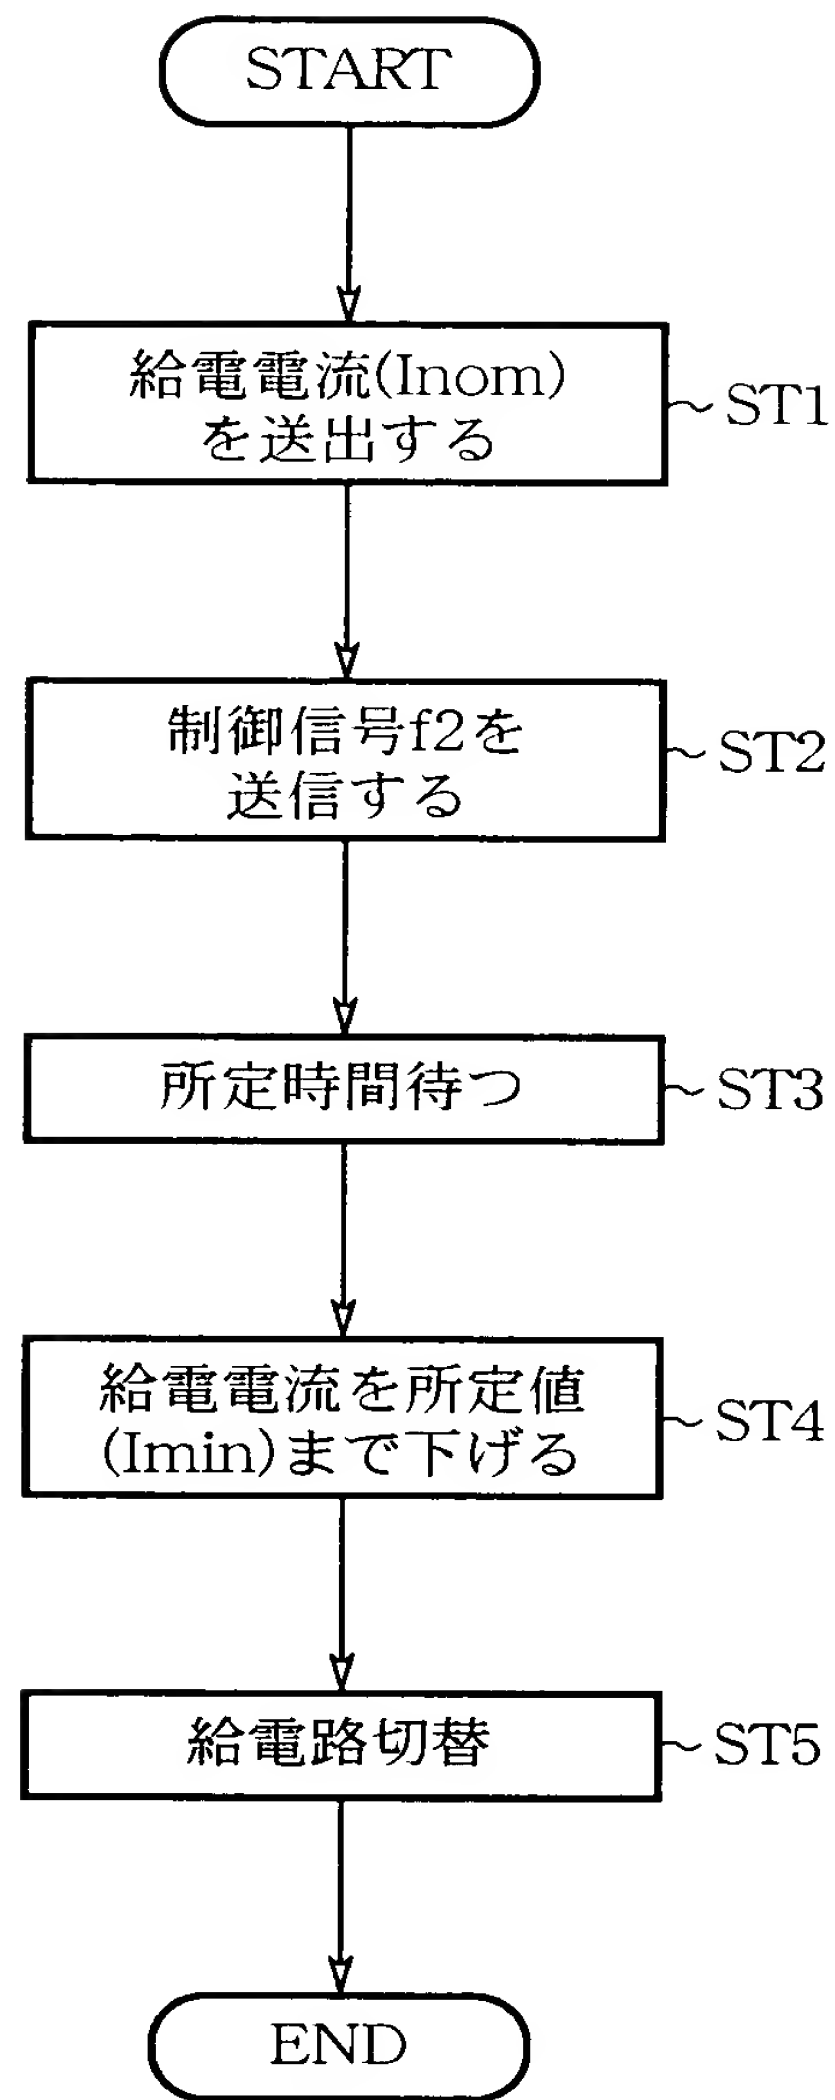 START
給電電流(Inom)
を送出する
ST1
制御信号f2を
送信する
ST2
所定時間待つ
ST3
給電電流を所定値
(Imin)まで下げる
ST4
給電路切替
ST5
END